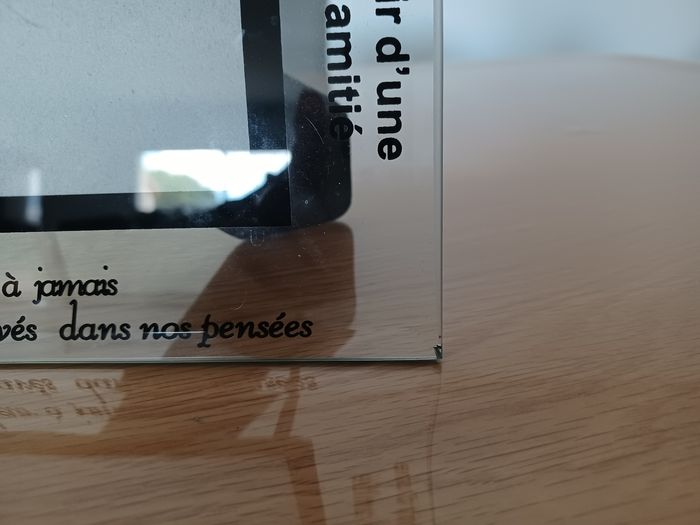 ir d'une
amitié
à jamais
vés dans nos pensées